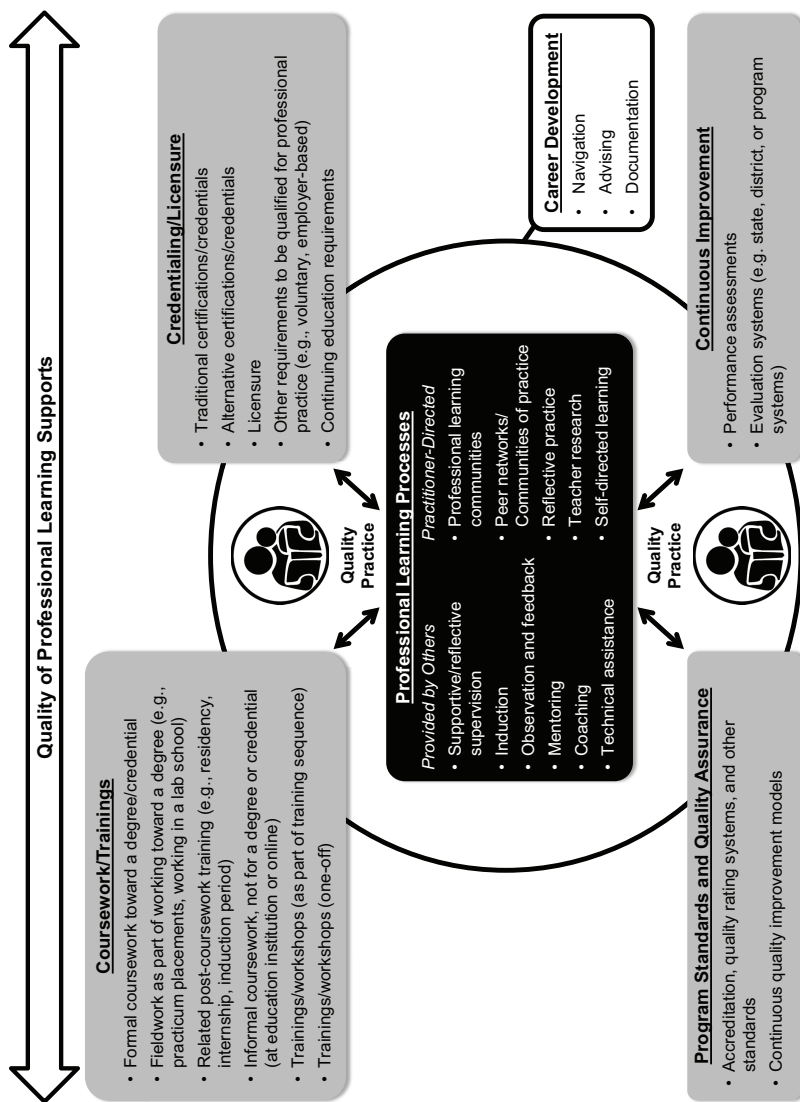 Quality of Professional Learning Supports
Coursework/Trainings
• Formal coursework toward a degree/credential
• Fieldwork as part of working toward a degree (e.g.,
practicum placements, working in a lab school)
• Related post-coursework training (e.g., residency,
internship, induction period)
• Informal coursework, not for a degree or credential
(at education institution or online)
• Trainings/workshops (as part of training sequence)
• Trainings/workshops (one-off)
Credentialing/Licensure
• Traditional certifications/credentials
• Alternative certifications/credentials
• Licensure
• Other requirements to be qualified for professional
practice (e.g., voluntary, employer-based)
• Continuing education requirements
Quality
Practice
Professional Learning Processes
Provided by Others
• Supportive/reflective
supervision
• Induction
• Observation and feedback
• Mentoring
• Coaching
• Technical assistance
Practitioner-Directed
• Professional learning
communities
• Peer networks/
Communities of practice
• Reflective practice
• Teacher research
• Self-directed learning
Career Development
• Navigation
• Advising
• Documentation
Quality
Practice
Program Standards and Quality Assurance
• Accreditation, quality rating systems, and other
standards
• Continuous quality improvement models
Continuous Improvement
• Performance assessments
• Evaluation systems (e.g. state, district, or program
systems)